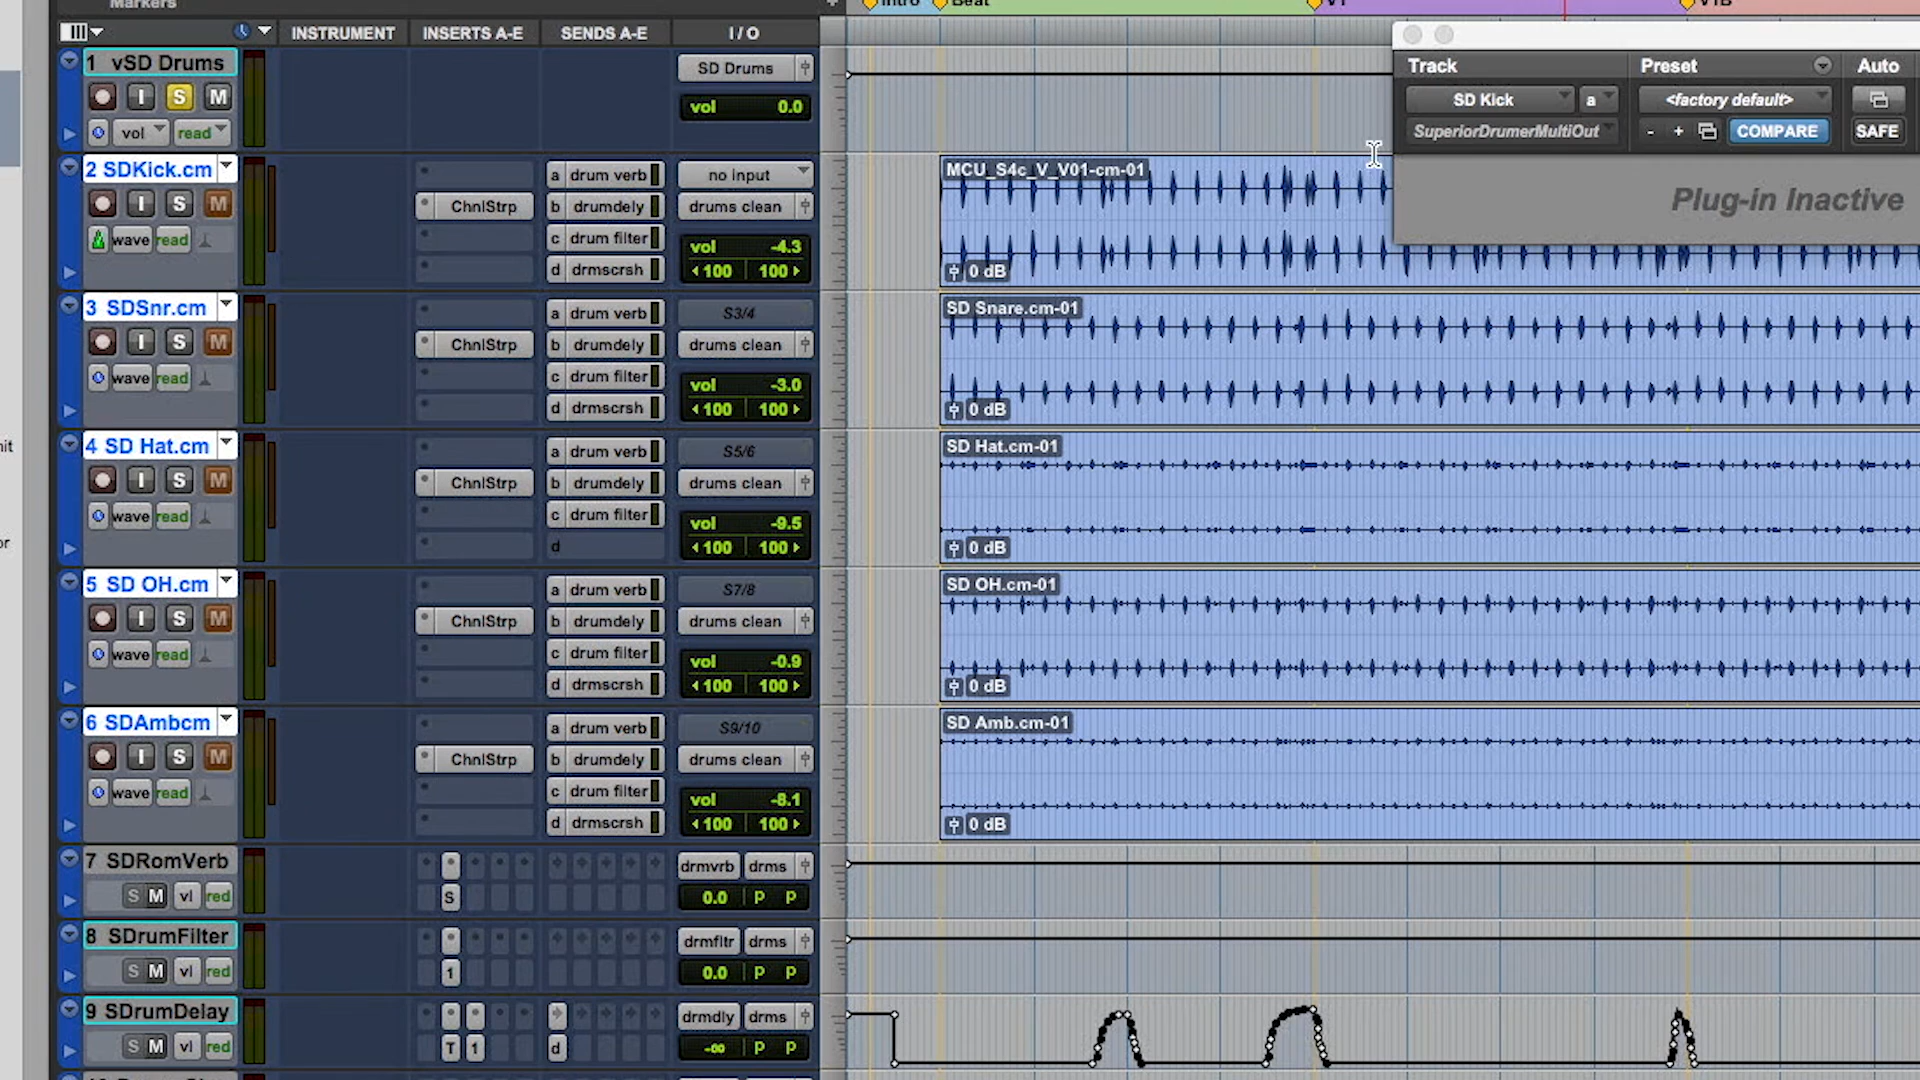 Markers
Intro Beat V1 V1B
INSTRUMENT INSERTS A-E SENDS A-E I / O
1 vSD Drums
I S M
vol read
SD Drums
vol 0.0
2 SDKick.cm
I S M
wave read
ChnlStrp
a drum verb
b drumdely
c drum filter
d drmscrsh
no input
drums clean
vol -4.3
100 100
MCU_S4c_V_V01-cm-01
0 dB
3 SDSnr.cm
I S M
wave read
ChnlStrp
a drum verb
b drumdely
c drum filter
d drmscrsh
S3/4
drums clean
vol -3.0
100 100
SD Snare.cm-01
0 dB
4 SD Hat.cm
I S M
wave read
ChnlStrp
a drum verb
b drumdely
c drum filter
d
S5/6
drums clean
vol -9.5
100 100
SD Hat.cm-01
0 dB
5 SD OH.cm
I S M
wave read
ChnlStrp
a drum verb
b drumdely
c drum filter
d drmscrsh
S7/8
drums clean
vol -0.9
100 100
SD OH.cm-01
0 dB
6 SDAmbcm
I S M
wave read
ChnlStrp
a drum verb
b drumdely
c drum filter
d drmscrsh
S9/10
drums clean
vol -8.1
100 100
SD Amb.cm-01
0 dB
7 SDRomVerb
S M vl red
S
drmvrb drms
0.0 P P
8 SDrumFilter
S M vl red
1
drmfltr drms
0.0 P P
9 SDrumDelay
S M vl red
T 1 d
drmdly drms
-∞ P P
Track Preset Auto
SD Kick a <factory default>
SuperiorDrumerMultiOut - + COMPARE SAFE
Plug-in Inactive